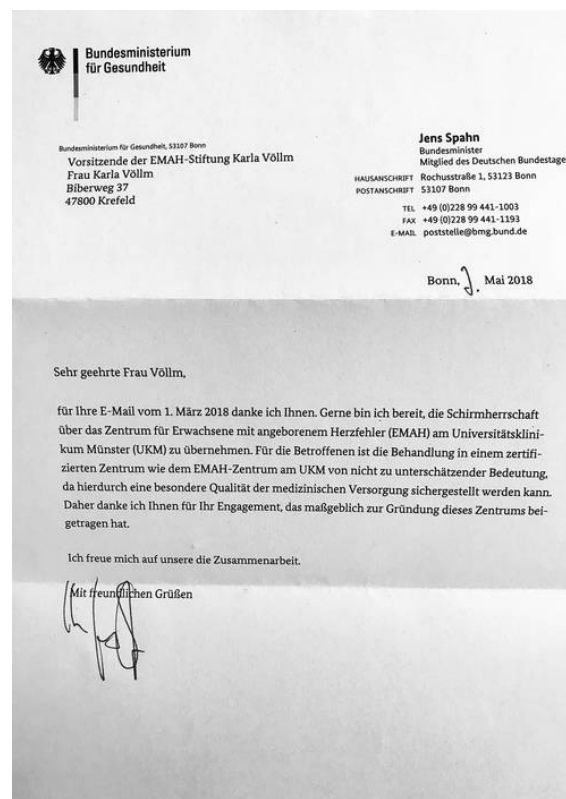 Bundesministerium
für Gesundheit
Bundesministerium für Gesundheit, 53107 Bonn
Vorsitzende der EMAH-Stiftung Karla Völlm
Frau Karla Völlm
Biberweg 37
47800 Krefeld
Jens Spahn
Bundesminister
Mitglied des Deutschen Bundestage
HAUSANSCHRIFT Rochusstraße 1, 53123 Bonn
POSTANSCHRIFT 53107 Bonn
TEL +49 (0)228 99 441-1003
FAX +49 (0)228 99 441-1193
E-MAIL poststelle@bmg.bund.de
Bonn, Mai 2018
Sehr geehrte Frau Völlm,
für Ihre E-Mail vom 1. März 2018 danke ich Ihnen. Gerne bin ich bereit, die Schirmherrschaft
über das Zentrum für Erwachsene mit angeborenem Herzfehler (EMAH) am Universitätsklini-
kum Münster (UKM) zu übernehmen. Für die Betroffenen ist die Behandlung in einem zertifi-
zierten Zentrum wie dem EMAH-Zentrum am UKM von nicht zu unterschätzender Bedeutung,
da hierdurch eine besondere Qualität der medizinischen Versorgung sichergestellt werden kann.
Daher danke ich Ihnen für Ihr Engagement, das maßgeblich zur Gründung dieses Zentrums bei-
getragen hat.
Ich freue mich auf unsere die Zusammenarbeit.
Mit freundlichen Grüßen